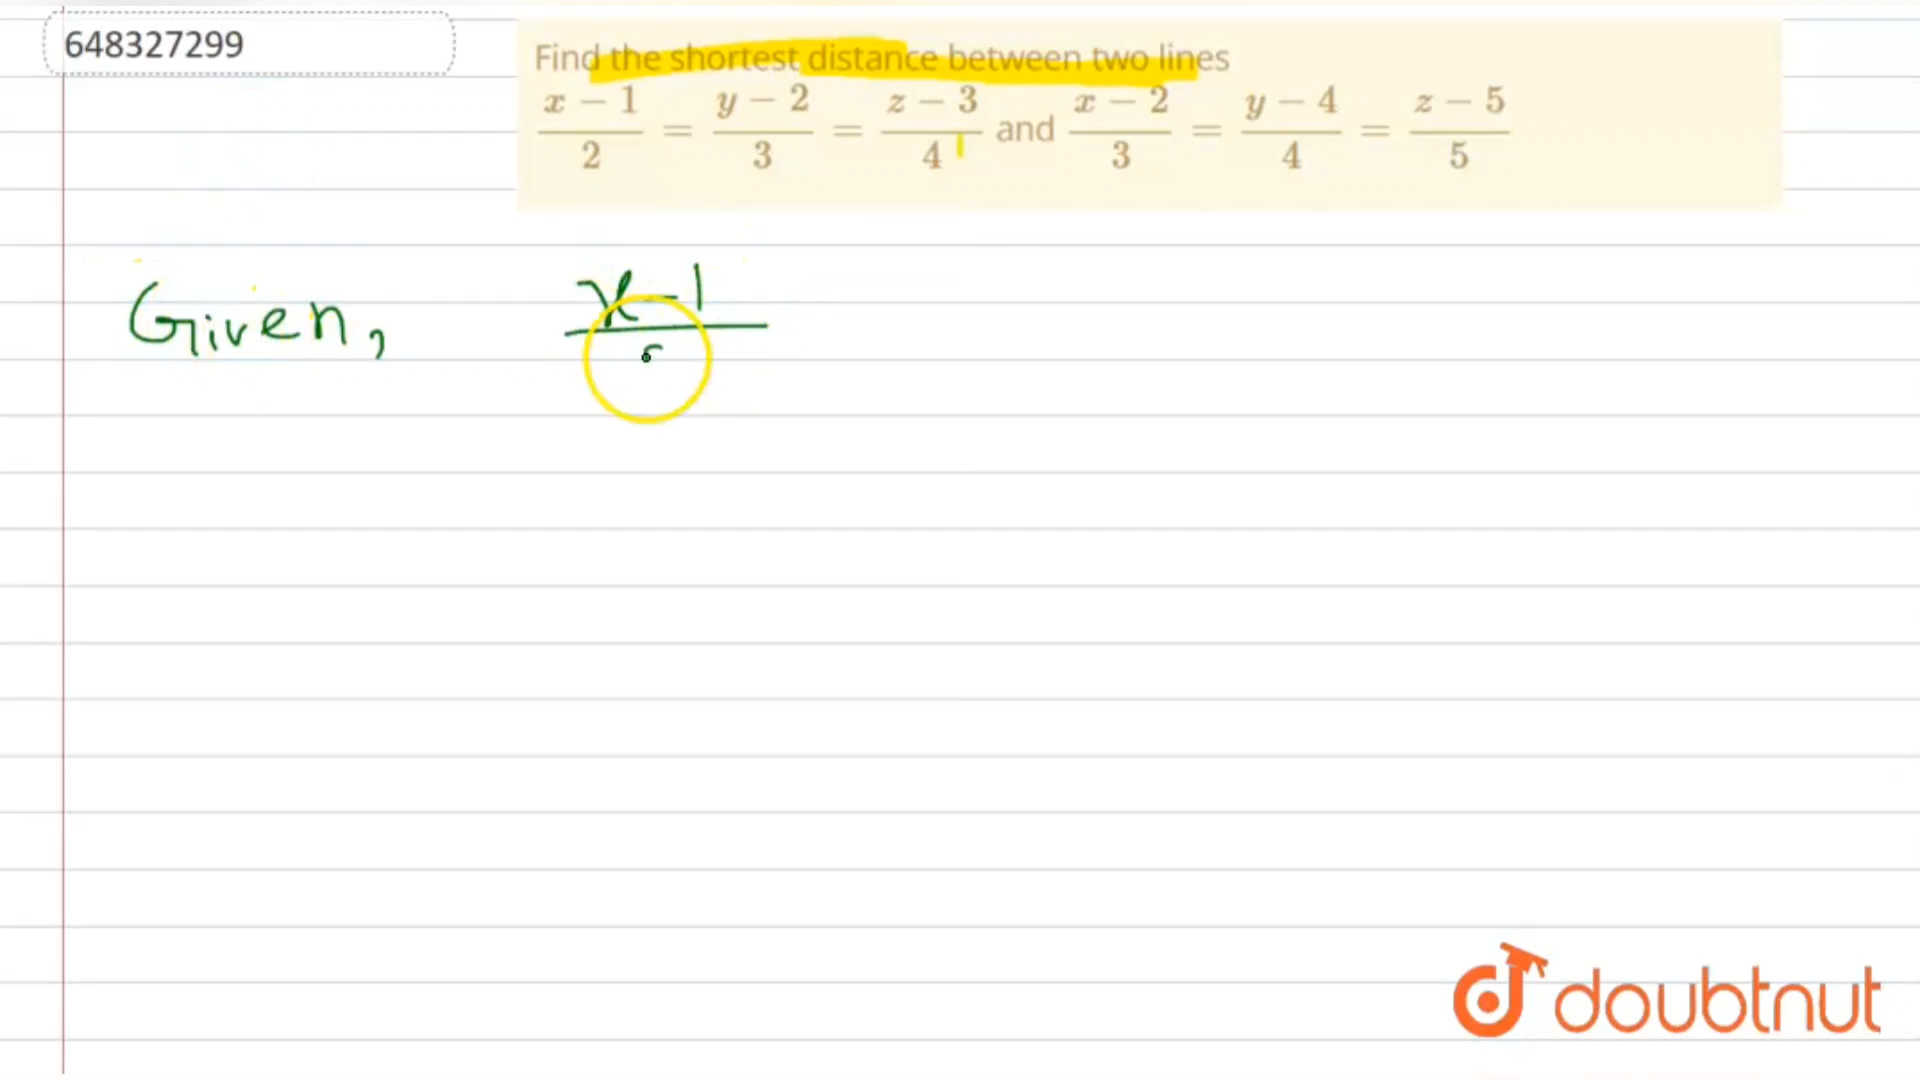 648327299
Find the shortest distance between two lines
x − 1 / 2 = y − 2 / 3 = z − 3 / 4 and x − 2 / 3 = y − 4 / 4 = z − 5 / 5
Given, x-1
doubtnut